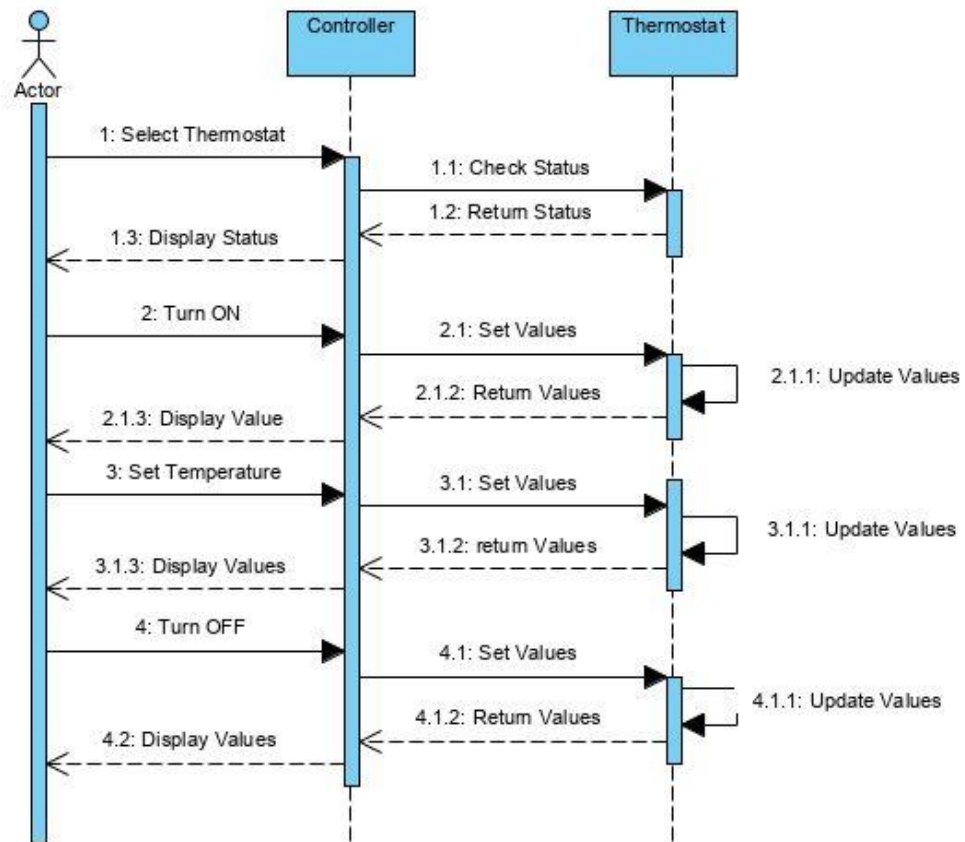 Controller
Thermostat
Actor
1: Select Thermostat
1.1: Check Status
1.2: Return Status
1.3: Display Status
2: Turn ON
2.1: Set Values
2.1.1: Update Values
2.1.2: Return Values
2.1.3: Display Value
3: Set Temperature
3.1: Set Values
3.1.1: Update Values
3.1.2: return Values
3.1.3: Display Values
4: Turn OFF
4.1: Set Values
4.1.1: Update Values
4.1.2: Return Values
4.2: Display Values